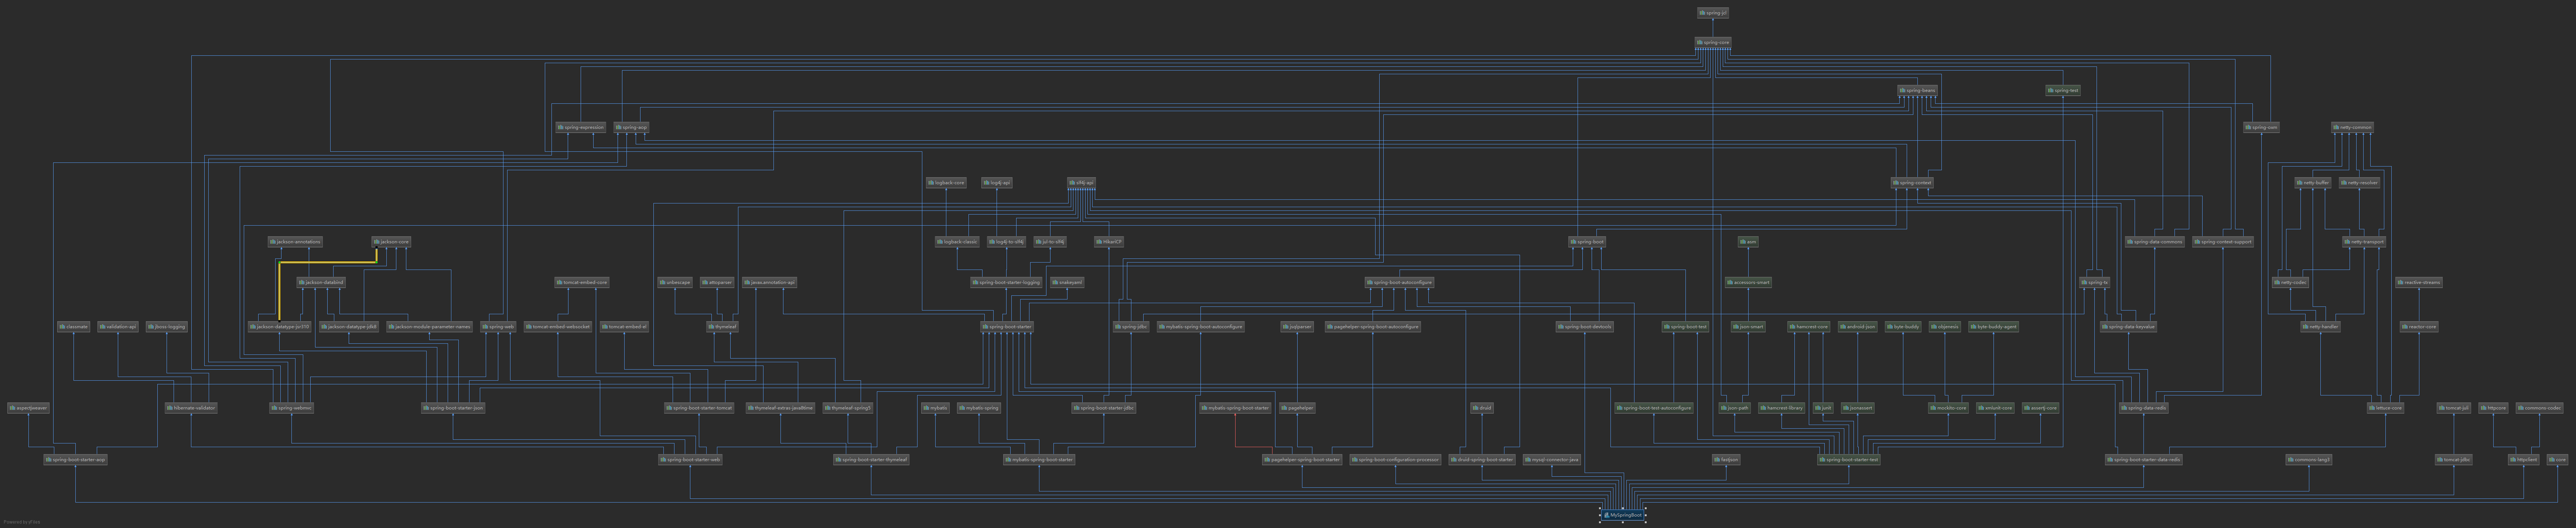 spring-jcl
spring-core
spring-beans
spring-test
spring-expression
spring-aop
spring-oxm
netty-common
logback-core
log4j-api
slf4j-api
spring-context
netty-buffer
netty-resolver
jackson-annotations
jackson-core
logback-classic
log4j-to-slf4j
jul-to-slf4j
HikariCP
spring-boot
asm
spring-data-commons
spring-context-support
netty-transport
jackson-databind
tomcat-embed-core
unbescape
attoparser
javax.annotation-api
spring-boot-starter-logging
snakeyaml
spring-boot-autoconfigure
accessors-smart
spring-tx
netty-codec
reactive-streams
classmate
validation-api
jboss-logging
jackson-datatype-jsr310
jackson-datatype-jdk8
jackson-module-parameter-names
spring-web
tomcat-embed-websocket
tomcat-embed-el
thymeleaf
spring-boot-starter
spring-jdbc
mybatis-spring-boot-autoconfigure
jsqlparser
pagehelper-spring-boot-autoconfigure
spring-boot-devtools
spring-boot-test
json-smart
hamcrest-core
android-json
byte-buddy
objenesis
byte-buddy-agent
spring-data-keyvalue
netty-handler
reactor-core
aspectjweaver
hibernate-validator
spring-webmvc
spring-boot-starter-json
spring-boot-starter-tomcat
thymeleaf-extras-java8time
thymeleaf-spring5
mybatis
mybatis-spring
spring-boot-starter-jdbc
mybatis-spring-boot-starter
pagehelper
druid
spring-boot-test-autoconfigure
json-path
hamcrest-library
junit
jsonassert
mockito-core
xmlunit-core
assertj-core
spring-data-redis
lettuce-core
tomcat-juli
httpcore
commons-codec
spring-boot-starter-aop
spring-boot-starter-web
spring-boot-starter-thymeleaf
mybatis-spring-boot-starter
pagehelper-spring-boot-starter
spring-boot-configuration-processor
druid-spring-boot-starter
mysql-connector-java
fastjson
spring-boot-starter-test
spring-boot-starter-data-redis
commons-lang3
tomcat-jdbc
httpclient
core
MySpringBoot
Powered by yFiles